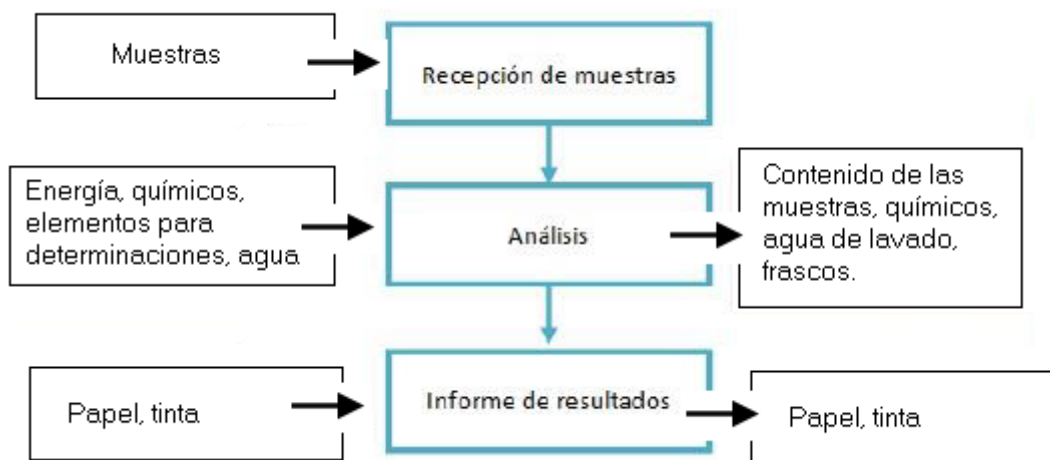 Muestras
Recepción de muestras
Energía, químicos,
elementos para
determinaciones, agua
Análisis
Contenido de las
muestras, químicos,
agua de lavado,
frascos.
Papel, tinta
Informe de resultados
Papel, tinta